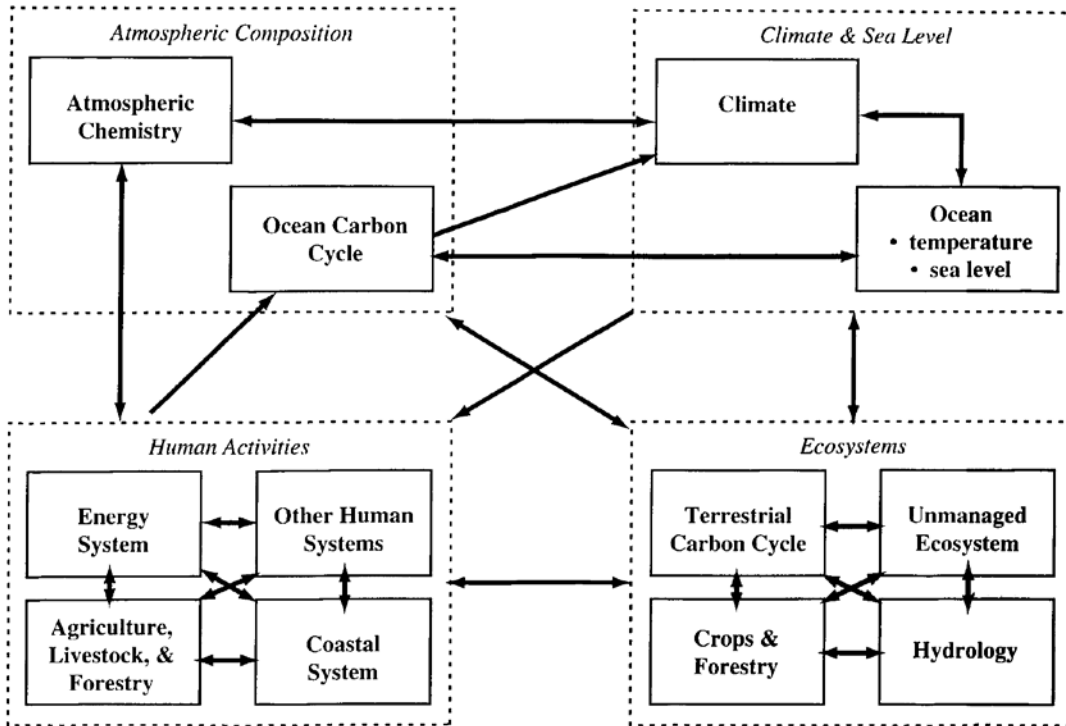 Atmospheric Composition
Atmospheric
Chemistry
Ocean Carbon
Cycle
Climate & Sea Level
Climate
Ocean
• temperature
• sea level
Human Activities
Energy
System
Other Human
Systems
Agriculture,
Livestock, &
Forestry
Coastal
System
Ecosystems
Terrestrial
Carbon Cycle
Unmanaged
Ecosystem
Crops &
Forestry
Hydrology